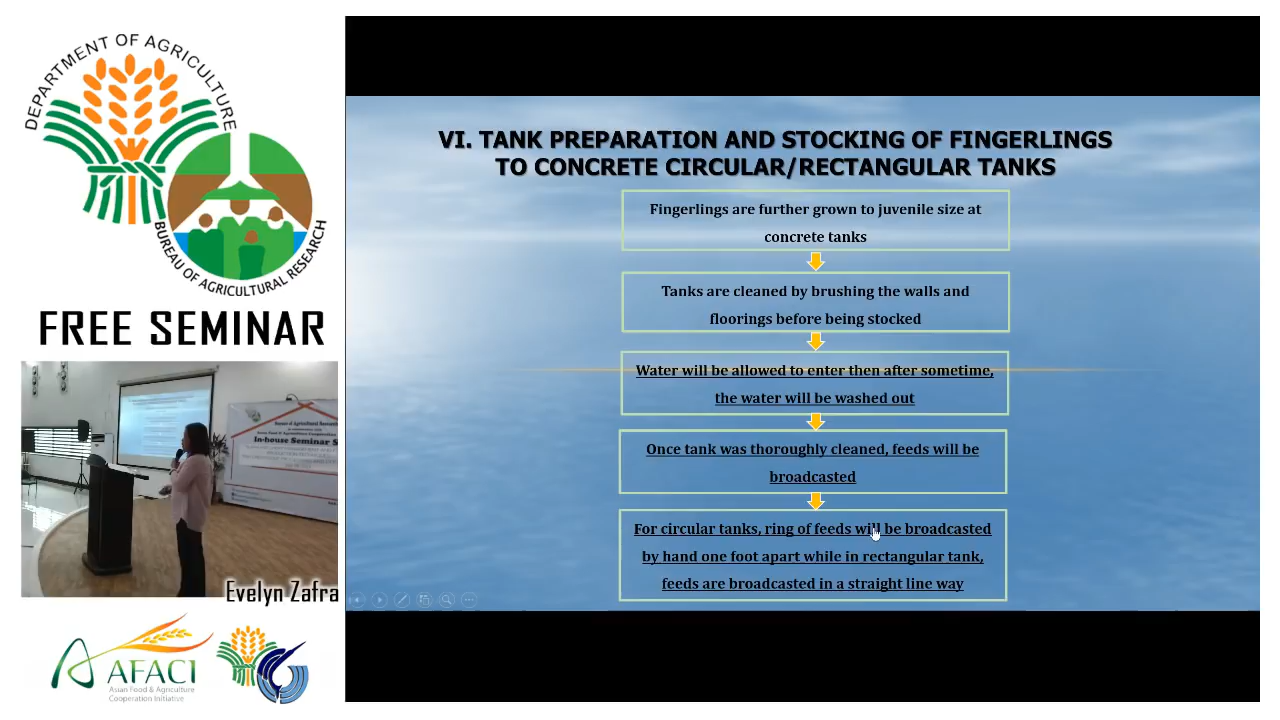 DEPARTMENT OF AGRICULTURE
BUREAU OF AGRICULTURAL RESEARCH
FREE SEMINAR
In-house Seminar S
Evelyn Zafra
AFACI
Asian Food & Agriculture
Cooperation Initiative
VI. TANK PREPARATION AND STOCKING OF FINGERLINGS
TO CONCRETE CIRCULAR/RECTANGULAR TANKS
Fingerlings are further grown to juvenile size at
concrete tanks
Tanks are cleaned by brushing the walls and
floorings before being stocked
Water will be allowed to enter then after sometime,
the water will be washed out
Once tank was thoroughly cleaned, feeds will be
broadcasted
For circular tanks, ring of feeds will be broadcasted
by hand one foot apart while in rectangular tank,
feeds are broadcasted in a straight line way